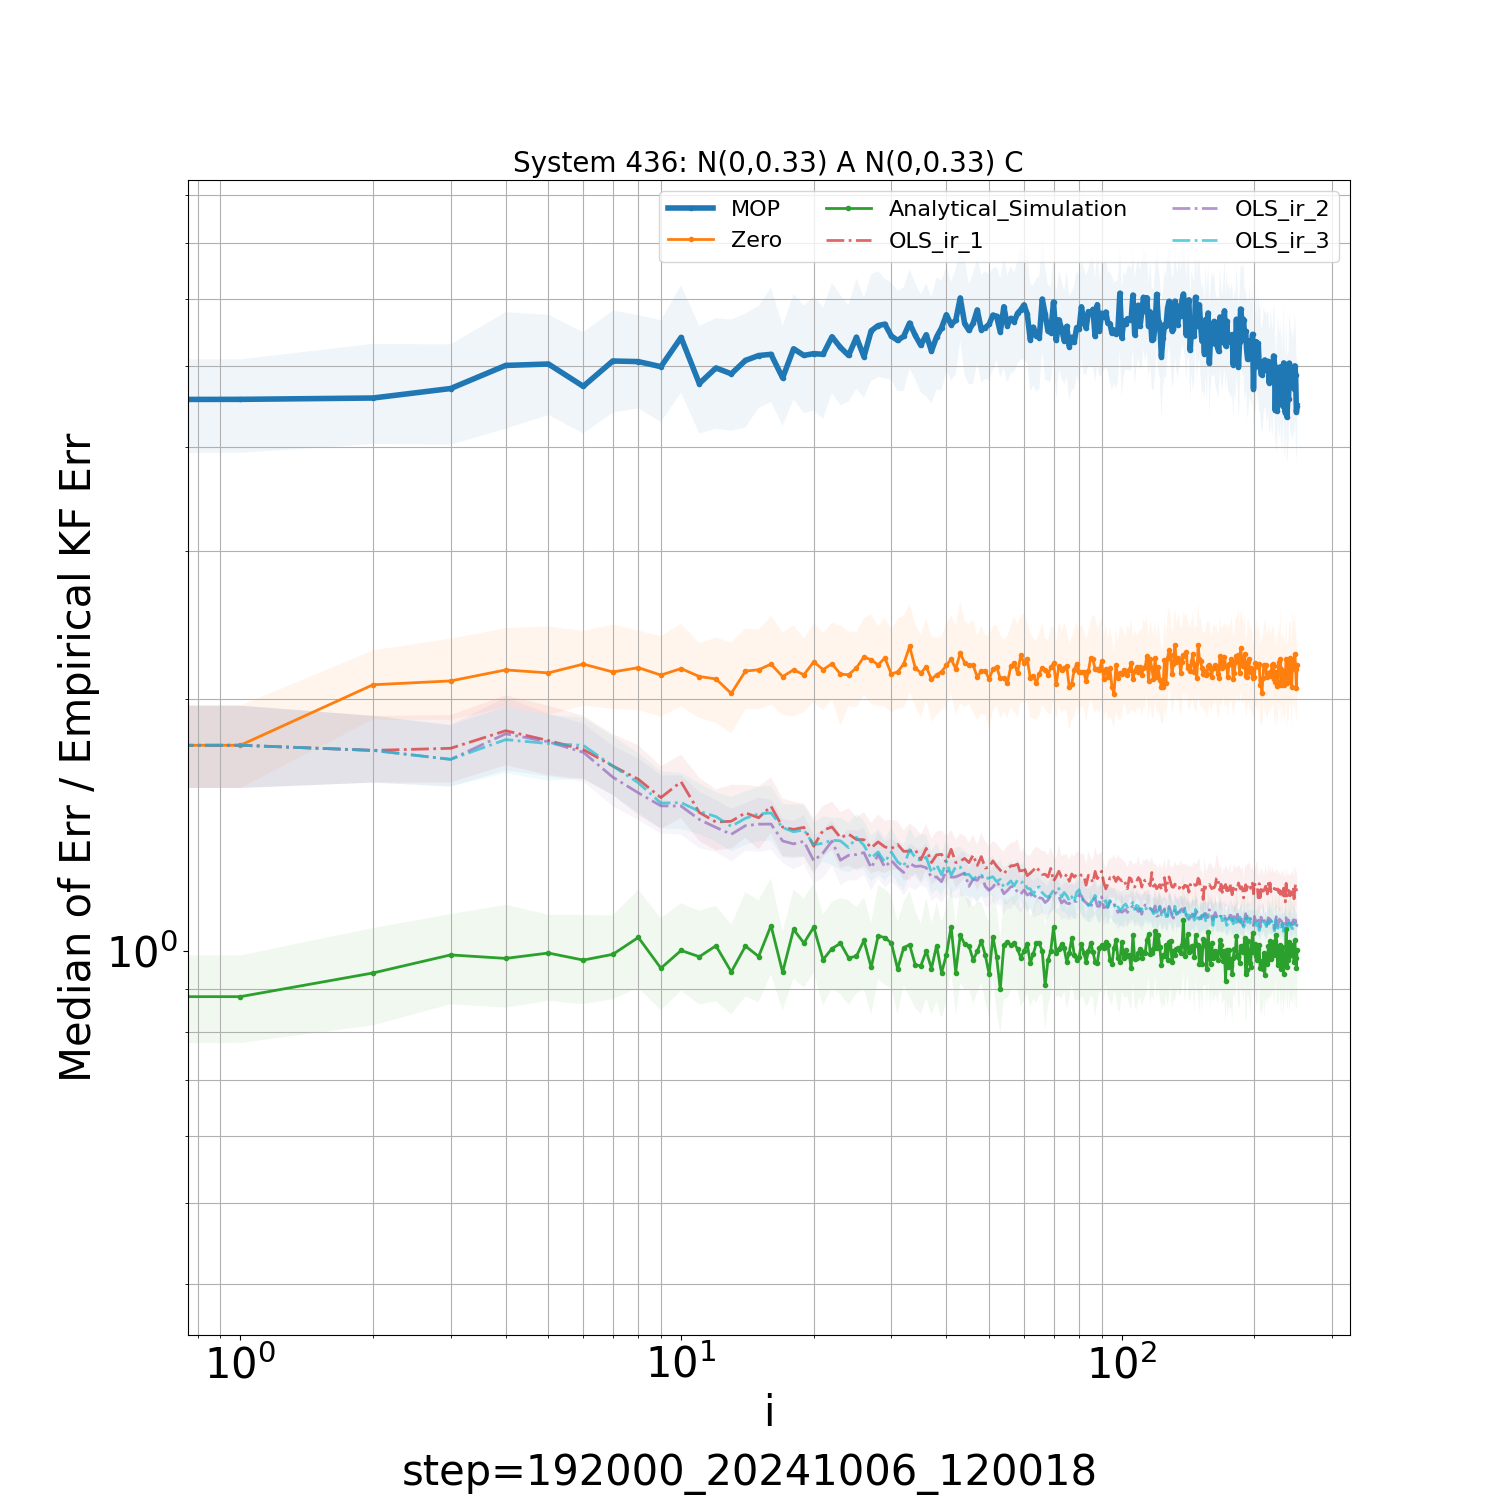 System 436: N(0,0.33) A N(0,0.33) C
MOP
Zero
Analytical_Simulation
OLS_ir_1
OLS_ir_2
OLS_ir_3
Median of Err / Empirical KF Err
10⁰
10⁰ 10¹ 10²
i
step=192000_20241006_120018